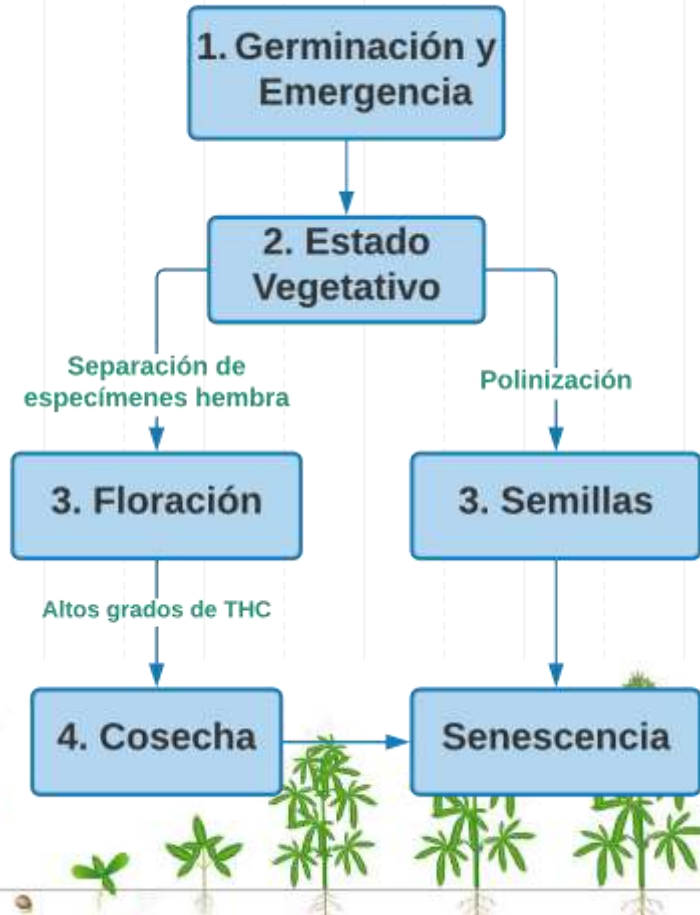 1. Germinación y
Emergencia
2. Estado
Vegetativo
Separación de
especímenes hembra
Polinización
3. Floración
3. Semillas
Altos grados de THC
4. Cosecha
Senescencia